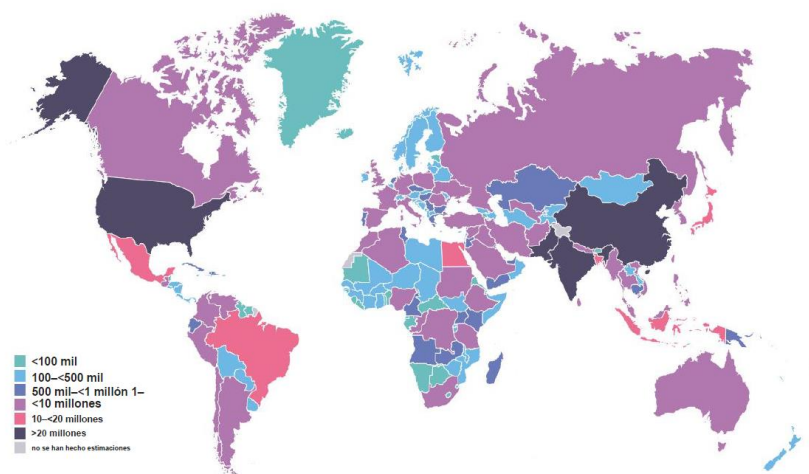 <100 mil
100–<500 mil
500 mil–<1 millón 1–
<10 millones
10–<20 millones
>20 millones
no se han hecho estimaciones